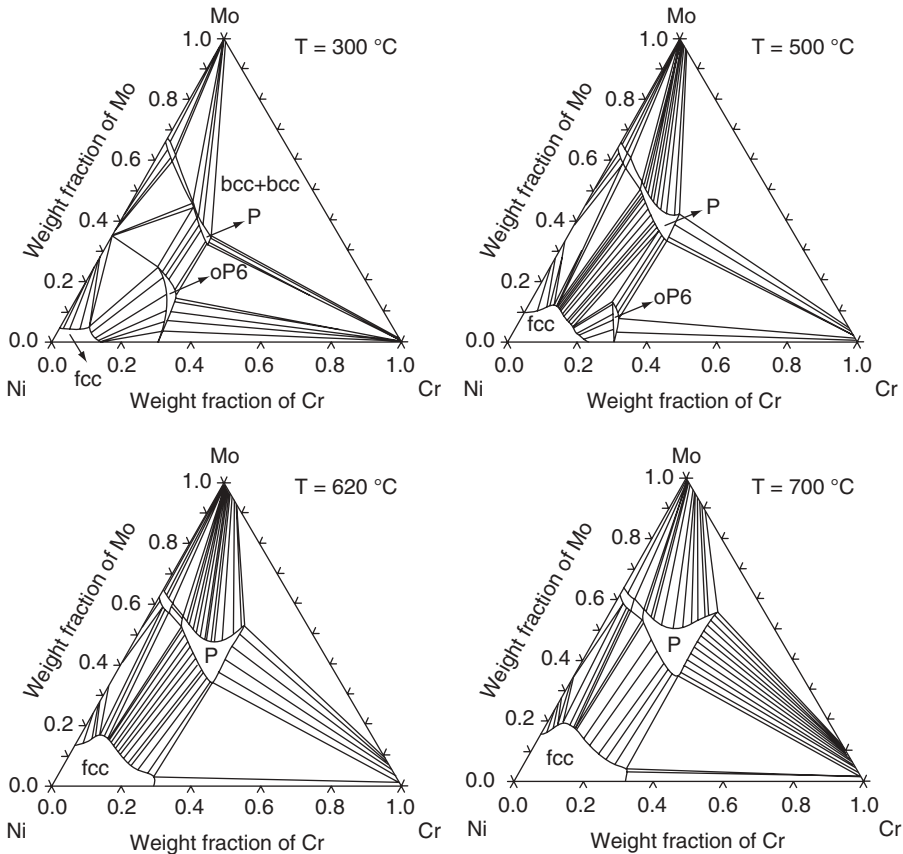 Mo
T = 300 °C
1.0
0.8
0.6
0.4
0.2
0.0
Weight fraction of Mo
bcc+bcc
P
oP6
fcc
0.0 0.2 0.4 0.6 0.8 1.0
Ni
Cr
Weight fraction of Cr
Mo
T = 500 °C
1.0
0.8
0.6
0.4
0.2
0.0
Weight fraction of Mo
P
oP6
fcc
0.0 0.2 0.4 0.6 0.8 1.0
Ni
Cr
Weight fraction of Cr
Mo
T = 620 °C
1.0
0.8
0.6
0.4
0.2
0.0
Weight fraction of Mo
P
fcc
0.0 0.2 0.4 0.6 0.8 1.0
Ni
Cr
Weight fraction of Cr
Mo
T = 700 °C
1.0
0.8
0.6
0.4
0.2
0.0
Weight fraction of Mo
P
fcc
0.0 0.2 0.4 0.6 0.8 1.0
Ni
Cr
Weight fraction of Cr